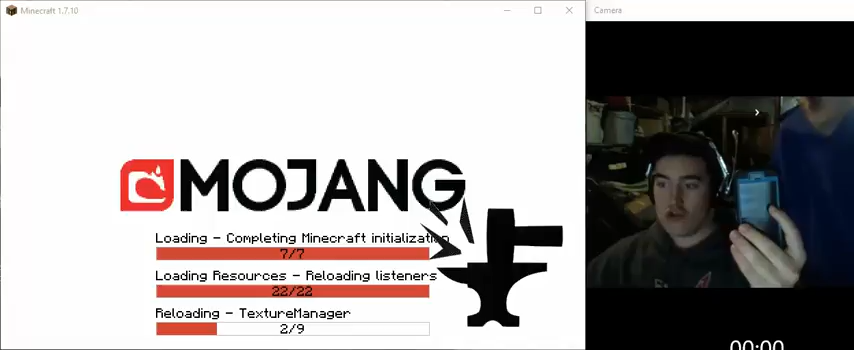 Minecraft 1.7.10
Camera
MOJANG
Loading - Completing Minecraft initialization
7/7
Loading Resources - Reloading listeners
22/22
Reloading - TextureManager
2/9
00:00